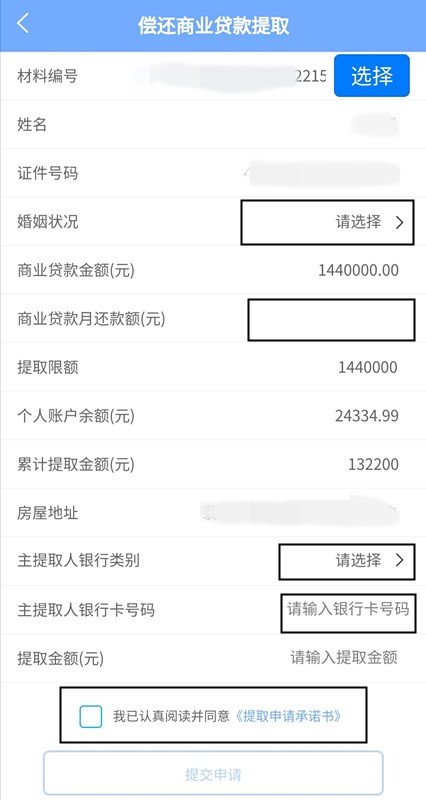 偿还商业贷款提取
材料编号 2215 选择
姓名
证件号码
婚姻状况 请选择
商业贷款金额(元) 1440000.00
商业贷款月还款额(元)
提取限额 1440000
个人账户余额(元) 24334.99
累计提取金额(元) 132200
房屋地址
主提取人银行类别 请选择
主提取人银行卡号码 请输入银行卡号码
提取金额(元) 请输入提取金额
我已认真阅读并同意《提取申请承诺书》
提交申请